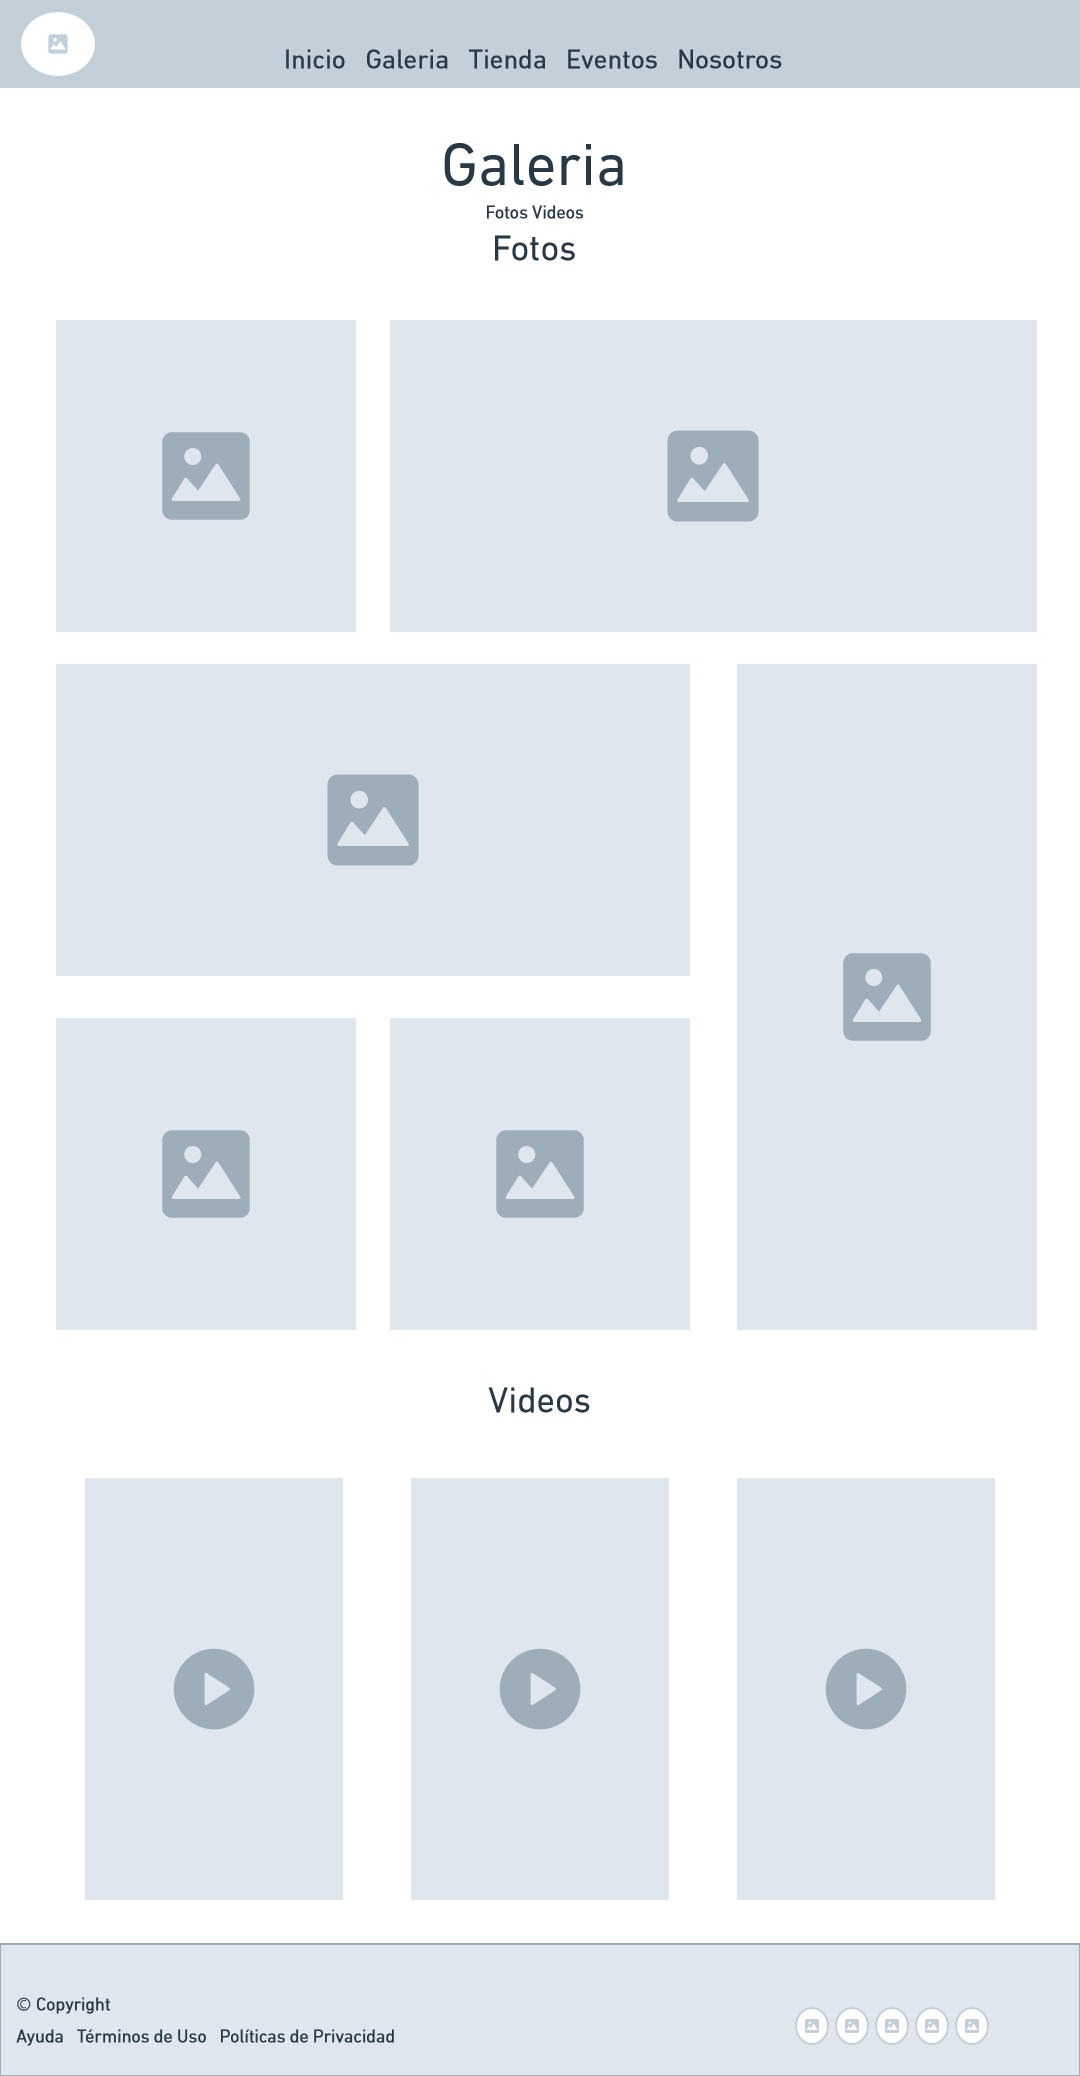 Inicio Galeria Tienda Eventos Nosotros
Galeria
Fotos Videos
Fotos
Videos
© Copyright
Ayuda Términos de Uso Políticas de Privacidad